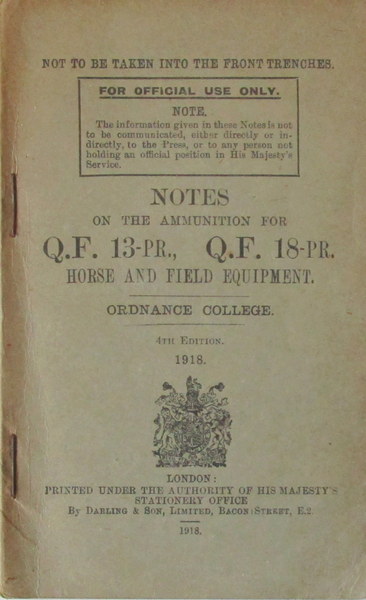 NOT TO BE TAKEN INTO THE FRONT TRENCHES.
FOR OFFICIAL USE ONLY.
NOTE.
The information given in these Notes is not
to be communicated, either directly or in-
directly, to the Press, or to any person not
holding an official position in His Majesty's
Service.
NOTES
ON THE AMMUNITION FOR
Q.F. 13-PR., Q.F. 18-PR.
HORSE AND FIELD EQUIPMENT.
ORDNANCE COLLEGE.
4TH EDITION.
1918.
LONDON:
PRINTED UNDER THE AUTHORITY OF HIS MAJESTY'S
STATIONERY OFFICE
By DARLING & SON, LIMITED, BACON STREET, E.2.
1918.